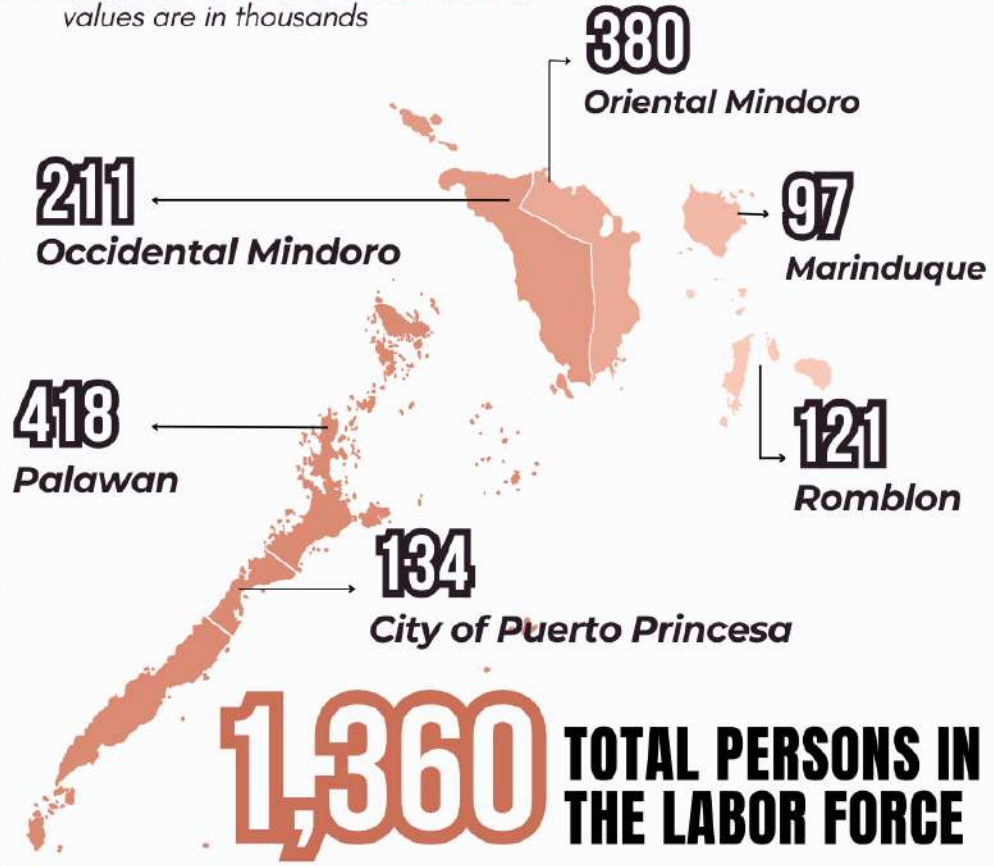 values are in thousands
380
Oriental Mindoro
211
Occidental Mindoro
97
Marinduque
418
Palawan
121
Romblon
134
City of Puerto Princesa
1,360
TOTAL PERSONS IN
THE LABOR FORCE